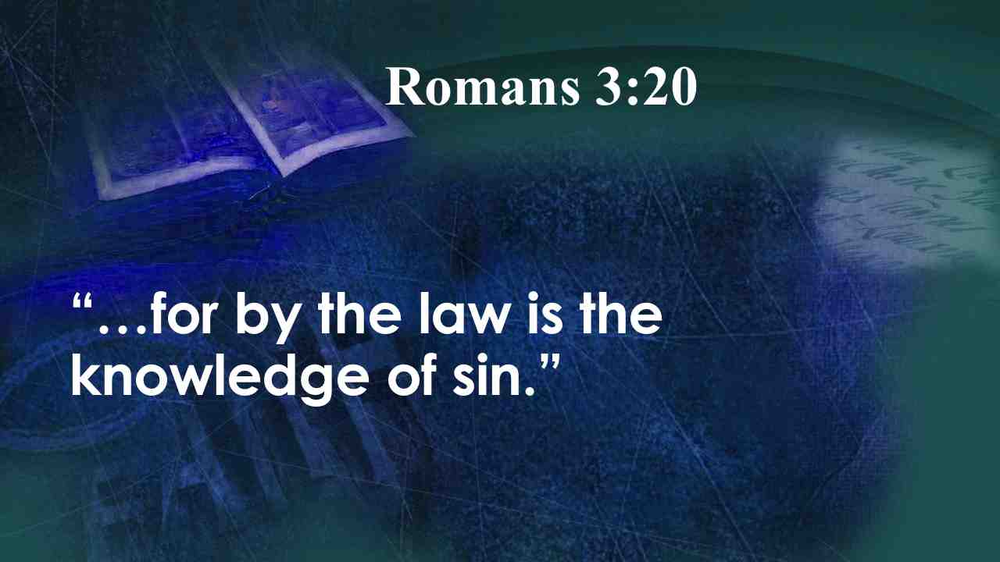 Romans 3:20
“…for by the law is the
knowledge of sin.”